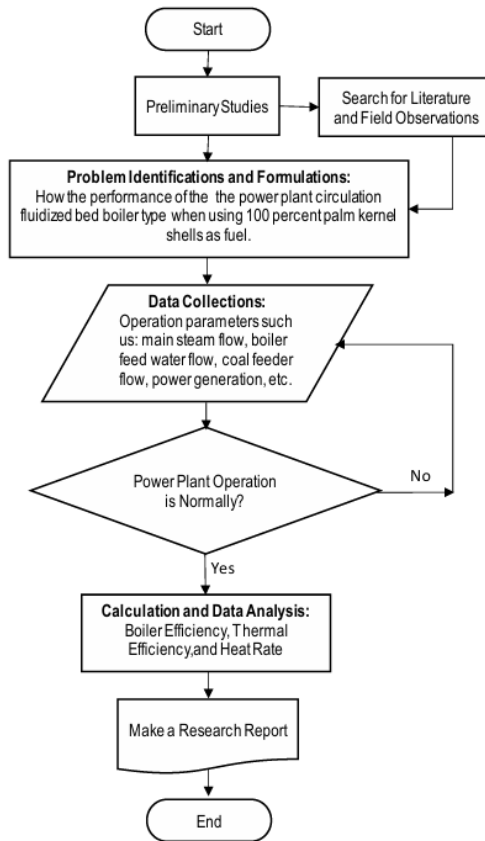 Start
Preliminary Studies
Search for Literature
and Field Observations
Problem Identifications and Formulations:
How the performance of the the power plant circulation
fluidized bed boiler type when using 100 percent palm kernel
shells as fuel.
Data Collections:
Operation parameters such
us: main steam flow, boiler
feed water flow, coal feeder
flow, power generation, etc.
Power Plant Operation
is Normally?
No
Yes
Calculation and Data Analysis:
Boiler Efficiency, Thermal
Efficiency,and Heat Rate
Make a Research Report
End